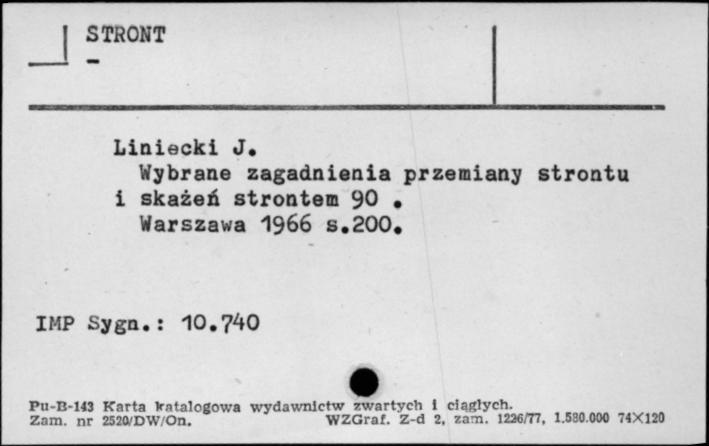 STRONT
-
Liniecki J.
Wybrane zagadnienia przemiany strontu
i skażeń strontem 90 .
Warszawa 1966 s.200.
IMP Sygn.: 10.740
Pu-B-143 Karta katalogowa wydawnictw zwartych i ciągłych.
Zam. nr 2520/DW/On. WZGraf. Z-d 2, zam. 1226/77, 1.580.000 74X120